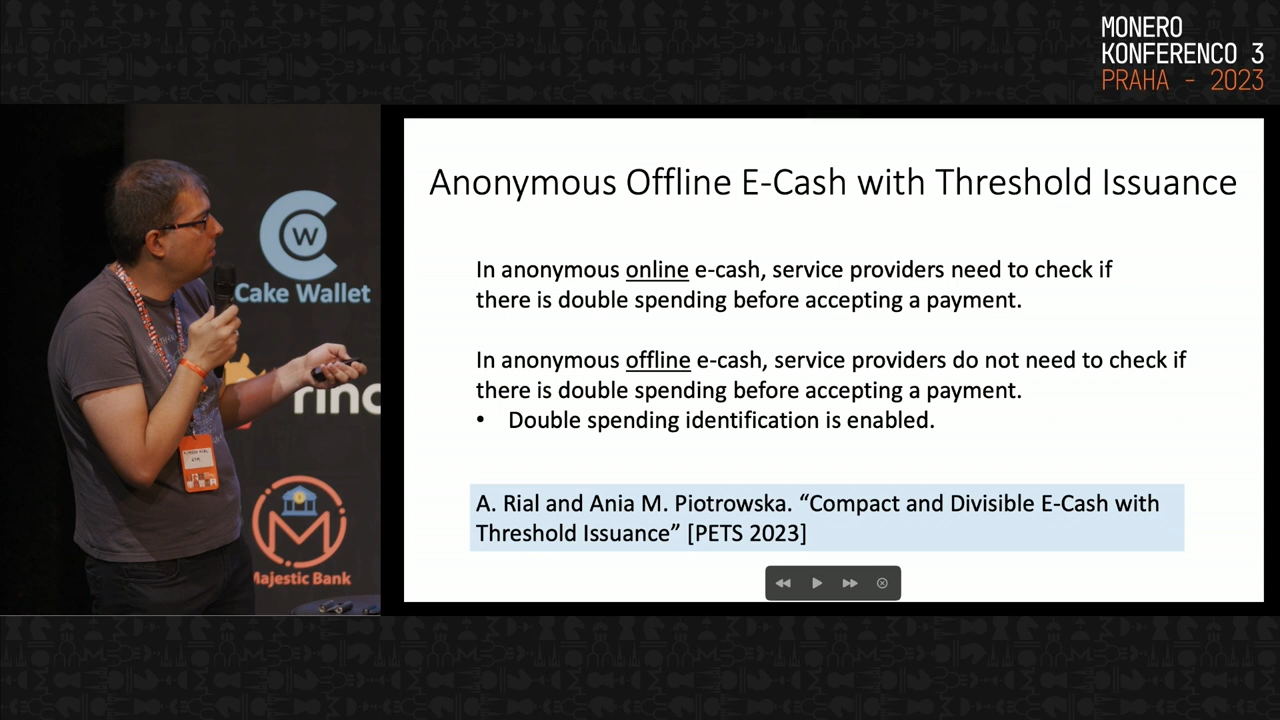 MONERO
KONFERENCO 3
PRAHA - 2023
Anonymous Offline E-Cash with Threshold Issuance
In anonymous online e-cash, service providers need to check if
there is double spending before accepting a payment.
In anonymous offline e-cash, service providers do not need to check if
there is double spending before accepting a payment.
• Double spending identification is enabled.
A. Rial and Ania M. Piotrowska. “Compact and Divisible E-Cash with
Threshold Issuance” [PETS 2023]
CW
Cake Wallet
rino
M
Majestic Bank